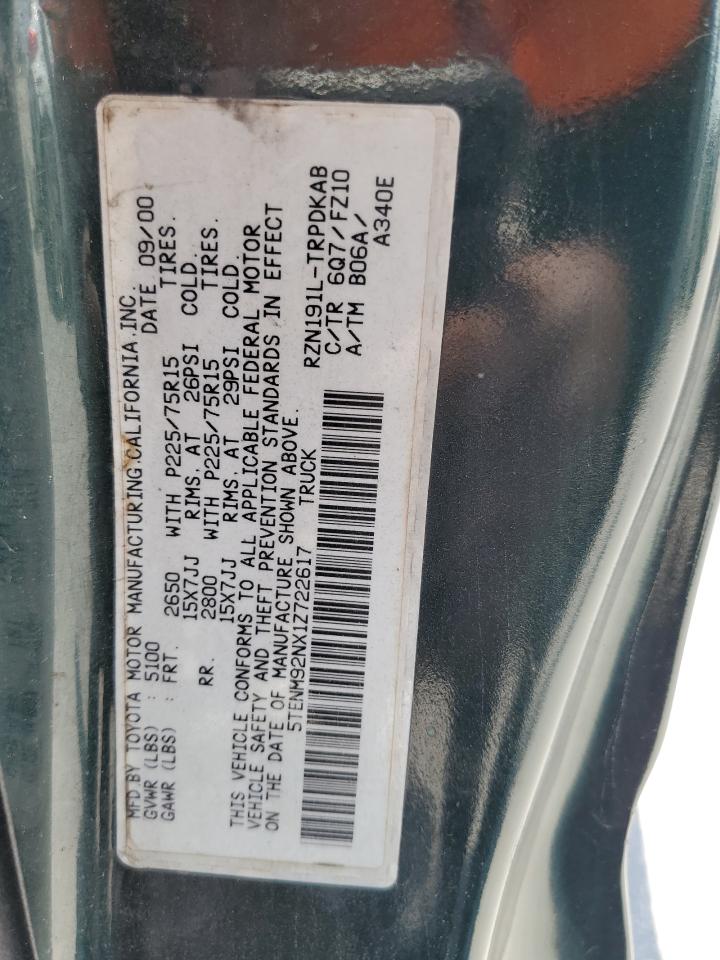 MFD.BY TOYOTA MOTOR MANUFACTURING.CALIFORNIA.INC.
GVWR (LBS) : 5100 DATE 09/00
GAWR (LBS) : FRT. 2650 WITH P225/75R15 TIRES.
15X7JJ RIMS, AT 26PSI COLD.
RR. 2800 WITH P225/75R15 TIRES.
15X7JJ RIMS, AT 29PSI COLD.
THIS VEHICLE CONFORMS TO ALL APPLICABLE FEDERAL MOTOR
VEHICLE SAFETY AND THEFT PREVENTION STANDARDS IN EFFECT
ON THE DATE OF MANUFACTURE SHOWN ABOVE.
5TENM92NX1Z722617 TRUCK
RZN191L-TRPDKAB
C/TR 6Q7/FZ10
A/TM B06A/
A340E